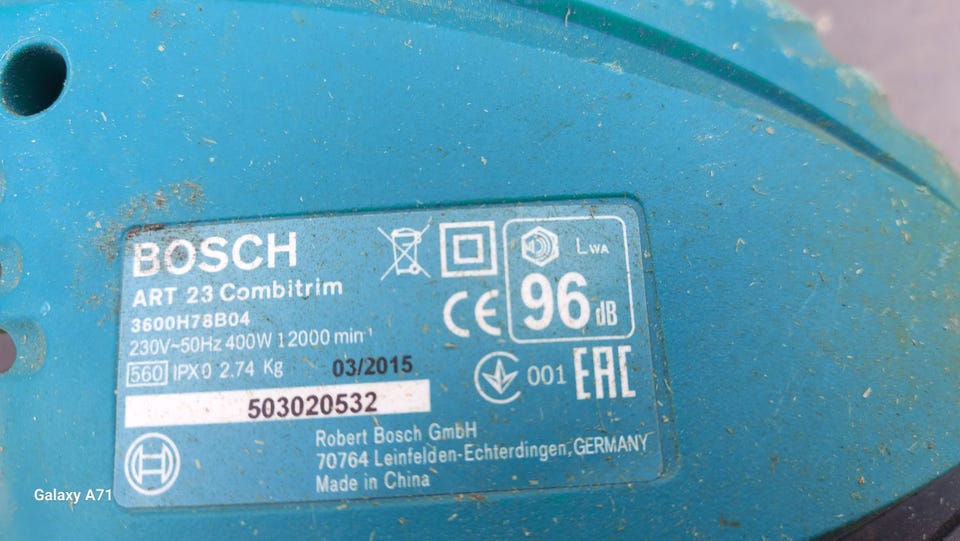 BOSCH
ART 23 Combitrim
3600H78B04
230V~50Hz 400W 12000 min-¹
560 IPX0 2.74 Kg 03/2015
503020532
LWA
96 dB
CE
001 EAC
Robert Bosch GmbH
70764 Leinfelden-Echterdingen, GERMANY
Made in China
Galaxy A71